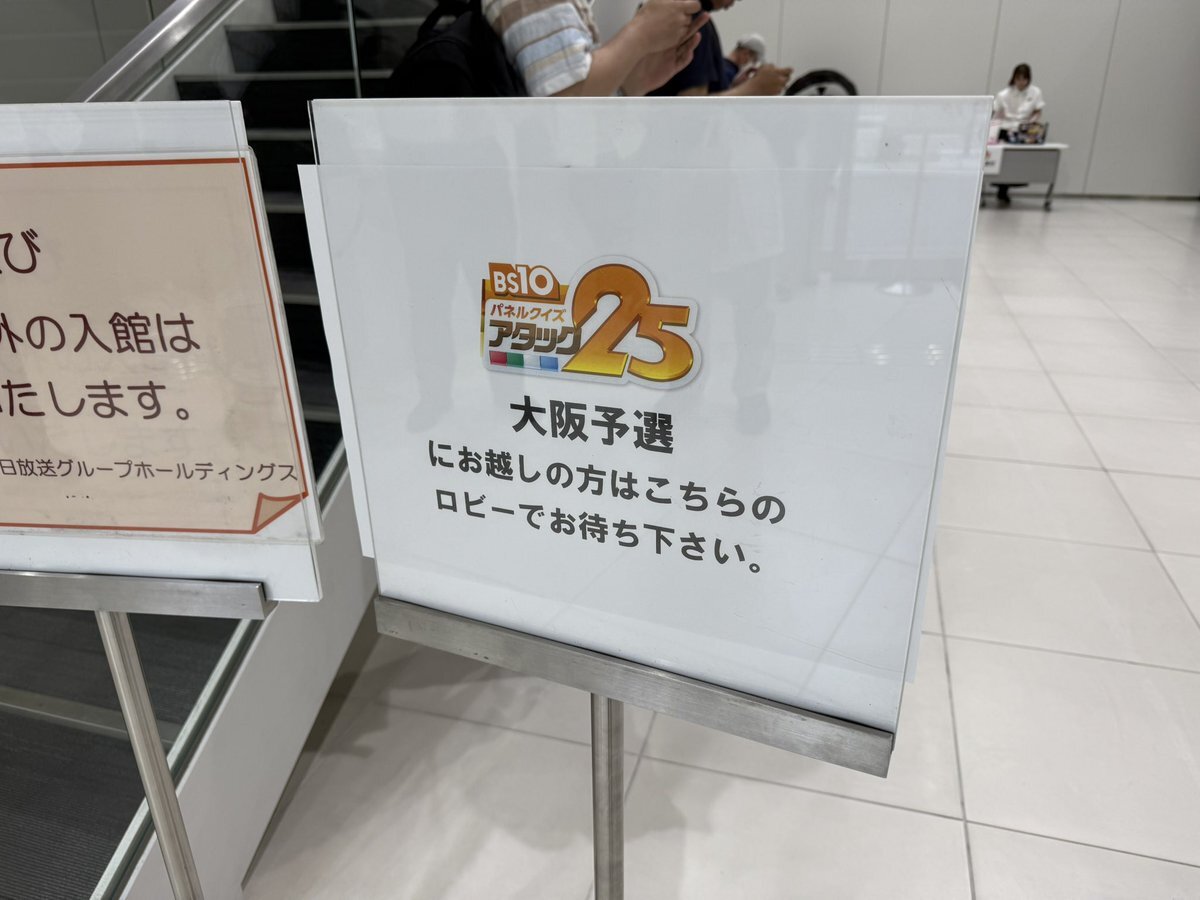 び
外の入館は
たします。
日放送グループホールディングス
BS10
パネルクイズ
アタック
25
大阪予選
にお越しの方はこちらの
ロビーでお待ち下さい。